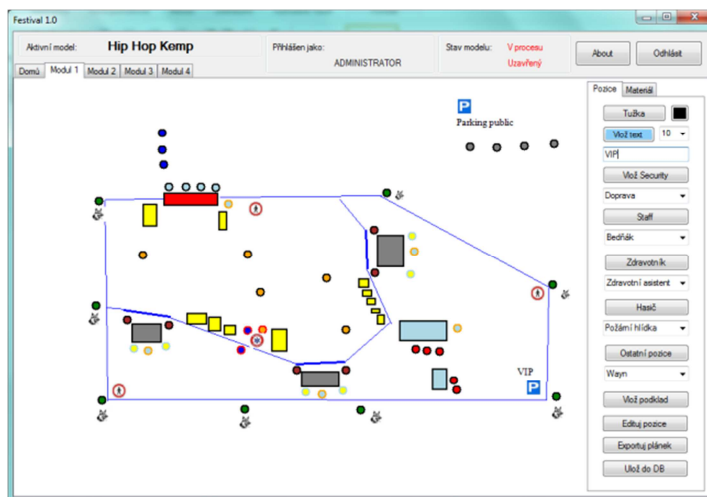 Festival 1.0
Aktivní model: Hip Hop Kemp
Přihlášen jako:
ADMINISTRATOR
Stav modelu: V procesu
Uzavřený
About
Odhlásit
Domů Modul 1 Modul 2 Modul 3 Modul 4
P
Parking public
VIP
P
Pozice Materiál
Tužka
Vlož text 10
VIP
Vlož Security
Doprava
Staff
Bedňák
Zdravotník
Zdravotní asistent
Hasič
Požární hlídka
Ostatní pozice
Wayn
Vlož podklad
Edituj pozice
Exportuj plánek
Ulož do DB